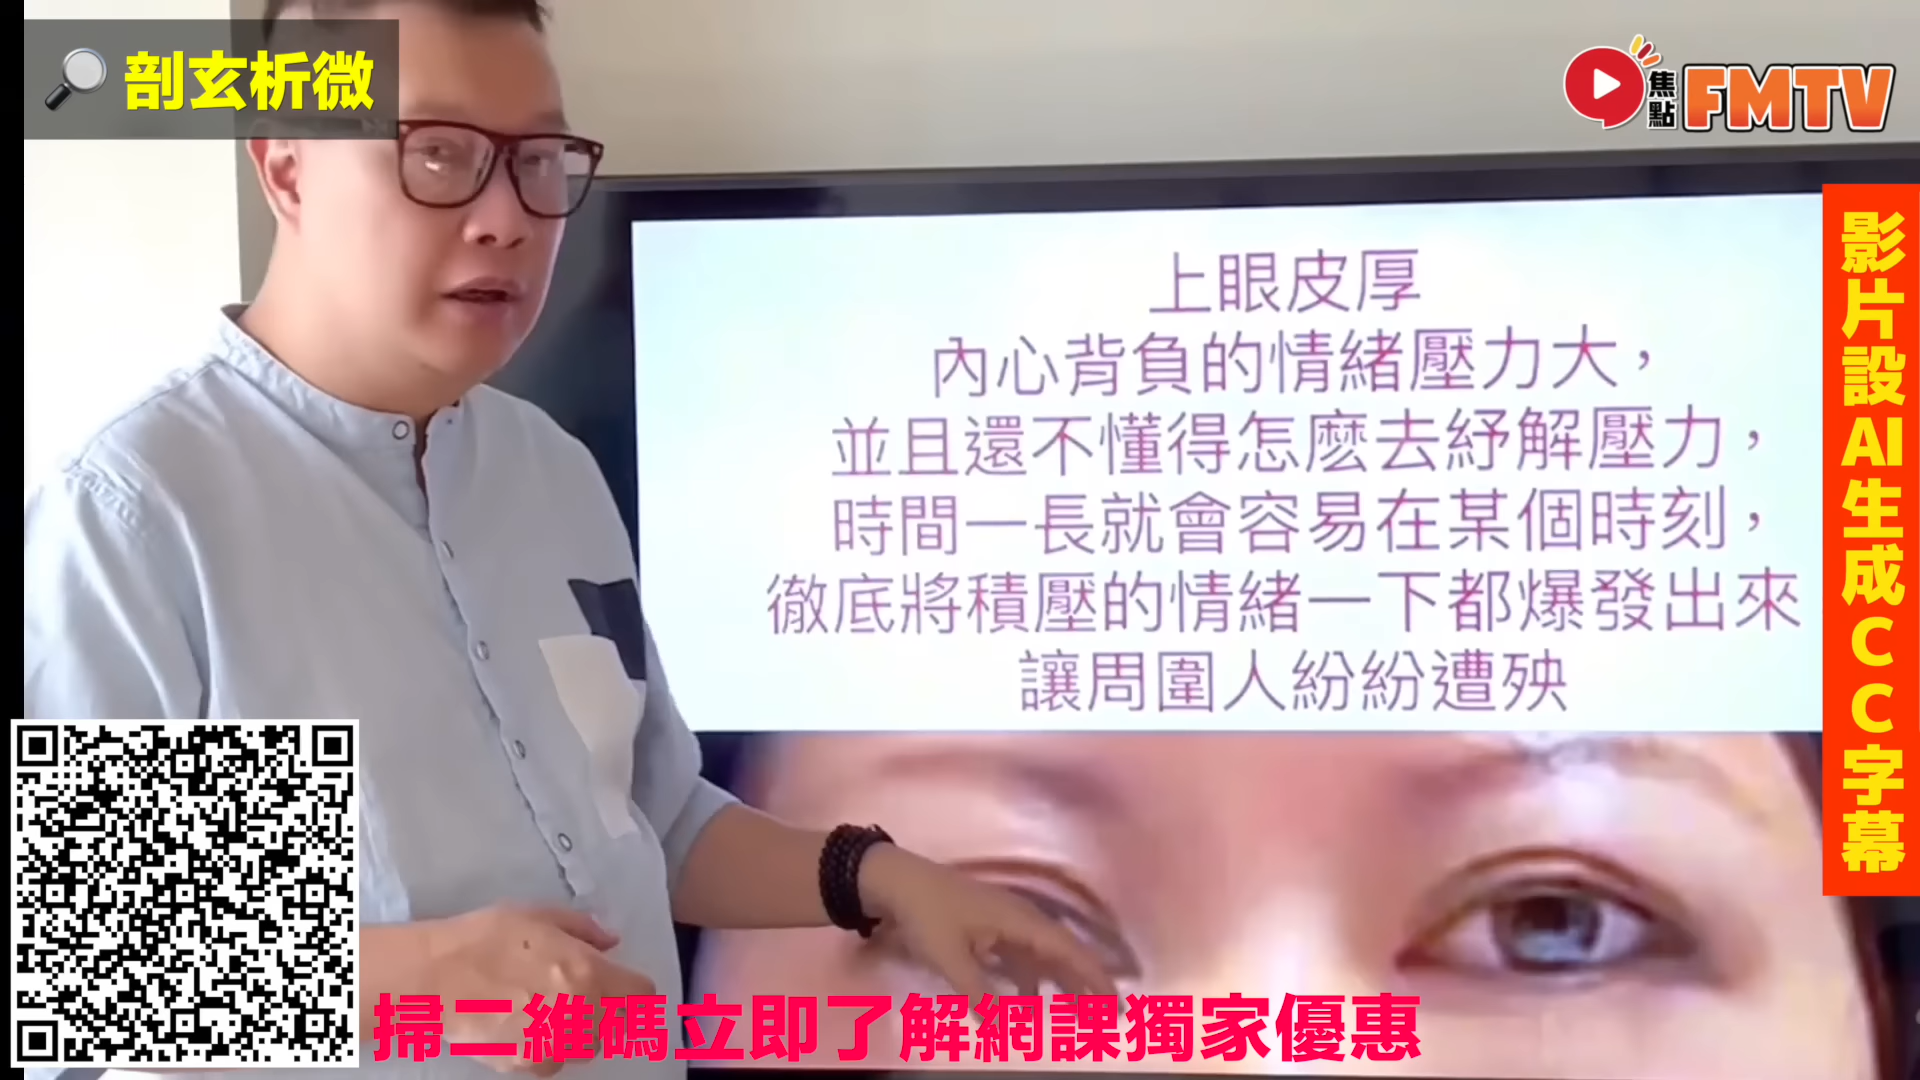 剖玄析微
焦點 FMTV
上眼皮厚
內心背負的情緒壓力大，
並且還不懂得怎麽去紓解壓力，
時間一長就會容易在某個時刻，
徹底將積壓的情緒一下都爆發出來
讓周圍人紛紛遭殃
影片設AI生成CC字幕
掃二維碼立即了解網課獨家優惠